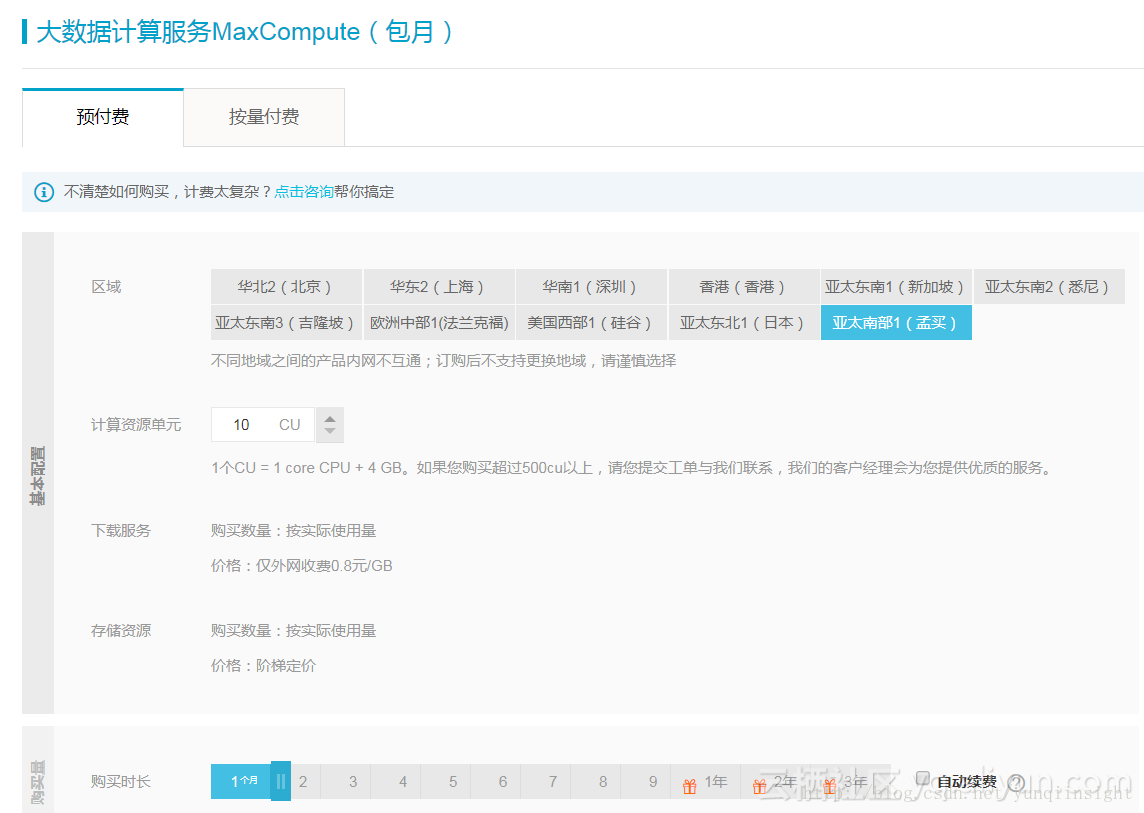 大数据计算服务MaxCompute（包月）
预付费 按量付费
不清楚如何购买，计费太复杂？点击咨询帮你搞定
基本配置
区域 华北2（北京） 华东2（上海） 华南1（深圳） 香港（香港） 亚太东南1（新加坡） 亚太东南2（悉尼）
亚太东南3（吉隆坡） 欧洲中部1(法兰克福) 美国西部1（硅谷） 亚太东北1（日本） 亚太南部1（孟买）
不同地域之间的产品内网不互通；订购后不支持更换地域，请谨慎选择
计算资源单元 10 CU
1个CU = 1 core CPU + 4 GB。如果您购买超过500cu以上，请您提交工单与我们联系，我们的客户经理会为您提供优质的服务。
下载服务 购买数量：按实际使用量
价格：仅外网收费0.8元/GB
存储资源 购买数量：按实际使用量
价格：阶梯定价
购买量
购买时长 1个月 2 3 4 5 6 7 8 9 1年 2年 3年 自动续费 ?
云栖社区 yq.aliyun.com
http://blog.csdn.net/yunqiinsight